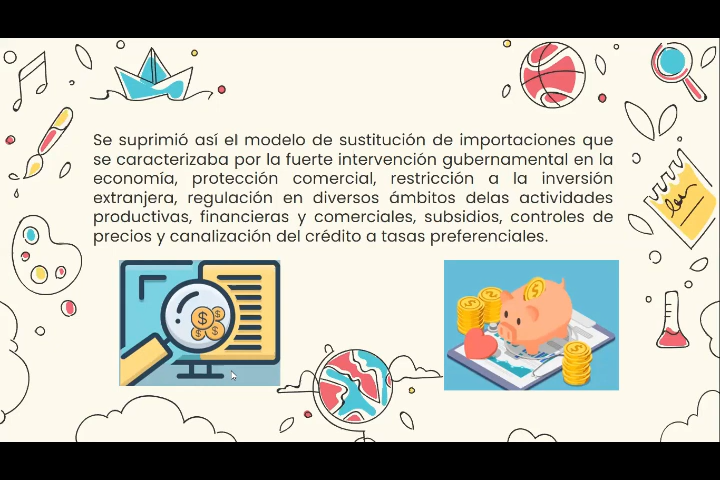 Se suprimió así el modelo de sustitución de importaciones que
se caracterizaba por la fuerte intervención gubernamental en la
economía, protección comercial, restricción a la inversión
extranjera, regulación en diversos ámbitos delas actividades
productivas, financieras y comerciales, subsidios, controles de
precios y canalización del crédito a tasas preferenciales.